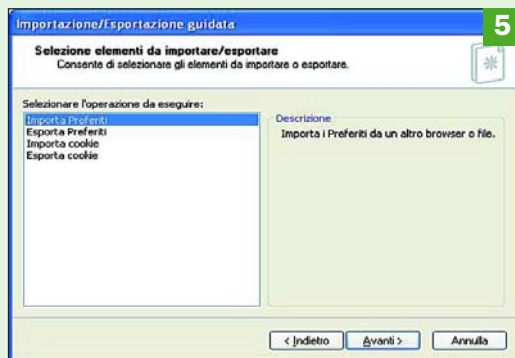 Importazione/Esportazione guidata
5
Selezione elementi da importare/esportare
Consente di selezionare gli elementi da importare o esportare.
Selezionare l'operazione da eseguire:
Importa Preferiti
Esporta Preferiti
Importa cookie
Esporta cookie
Descrizione
Importa i Preferiti da un altro browser o file.
< Indietro
Avanti >
Annulla